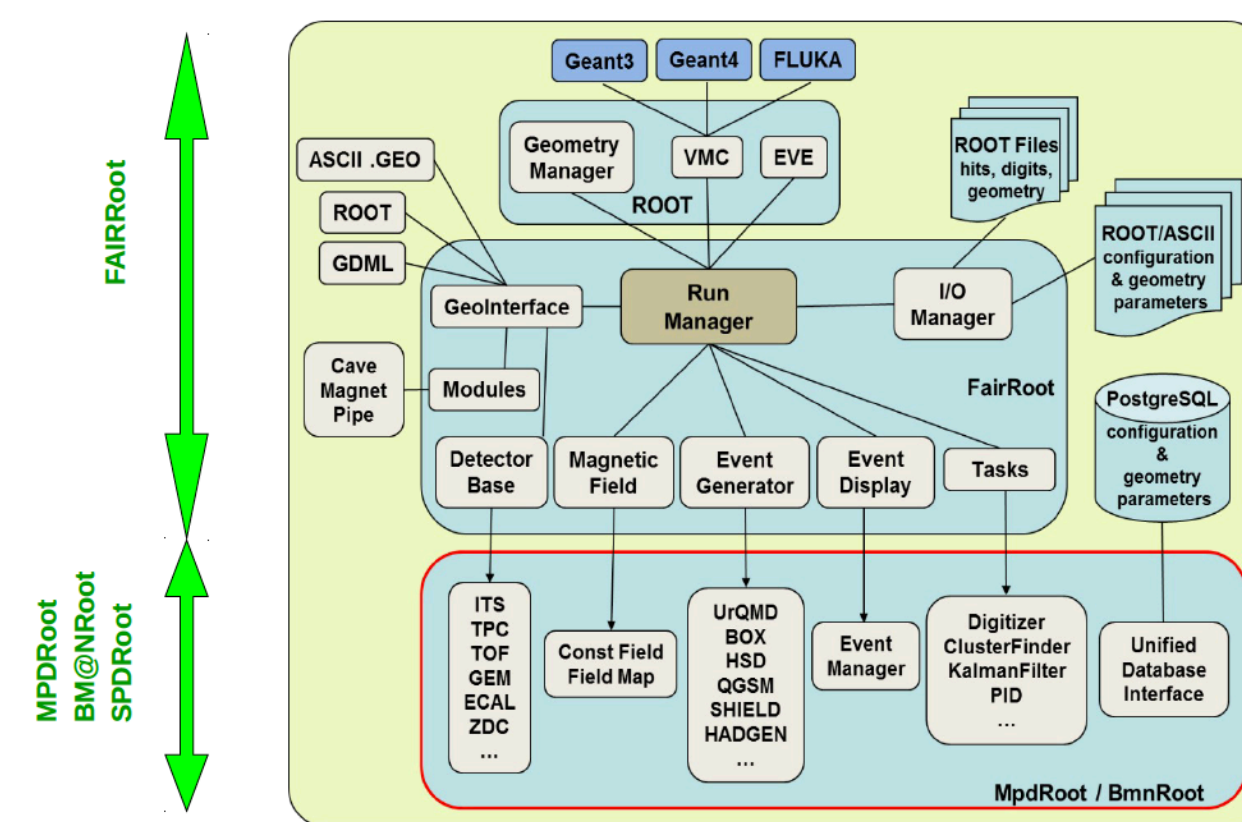 FAIRRoot
MPDRoot
BM@NRoot
SPDRoot
Geant3
Geant4
FLUKA
Geometry
Manager
VMC
EVE
ROOT
ROOT Files
hits, digits,
geometry
ROOT/ASCII
configuration
& geometry
parameters
ASCII .GEO
ROOT
GDML
GeoInterface
Run
Manager
I/O
Manager
Cave
Magnet
Pipe
Modules
FairRoot
PostgreSQL
configuration
&
geometry
parameters
Detector
Base
Magnetic
Field
Event
Generator
Event
Display
Tasks
ITS
TPC
TOF
GEM
ECAL
ZDC
...
Const Field
Field Map
UrQMD
BOX
HSD
QGSM
SHIELD
HADGEN
...
Event
Manager
Digitizer
ClusterFinder
KalmanFilter
PID
...
Unified
Database
Interface
MpdRoot / BmnRoot